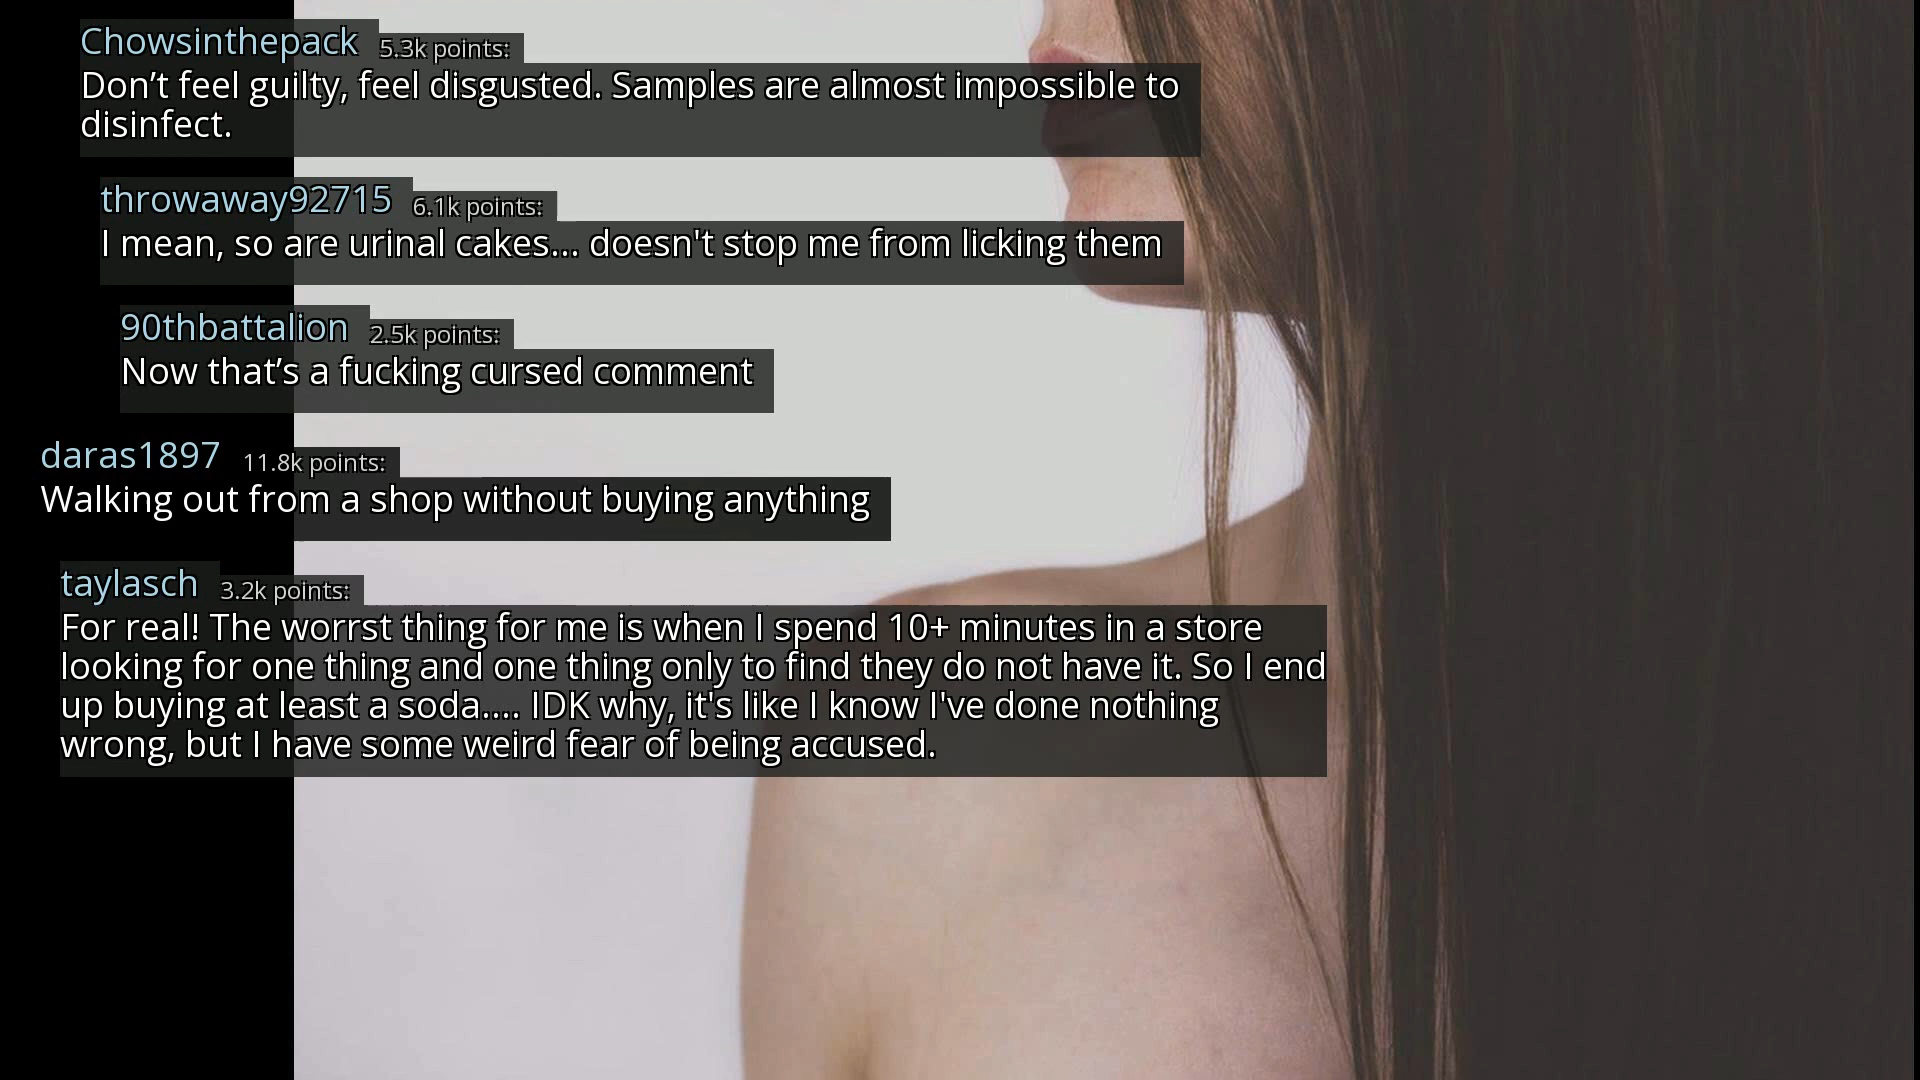 Chowsinthepack 5.3k points:
Don’t feel guilty, feel disgusted. Samples are almost impossible to
disinfect.
throwaway92715 6.1k points:
I mean, so are urinal cakes... doesn't stop me from licking them
90thbattalion 2.5k points:
Now that’s a fucking cursed comment
daras1897 11.8k points:
Walking out from a shop without buying anything
taylasch 3.2k points:
For real! The worrst thing for me is when I spend 10+ minutes in a store
looking for one thing and one thing only to find they do not have it. So I end
up buying at least a soda.... IDK why, it's like I know I've done nothing
wrong, but I have some weird fear of being accused.